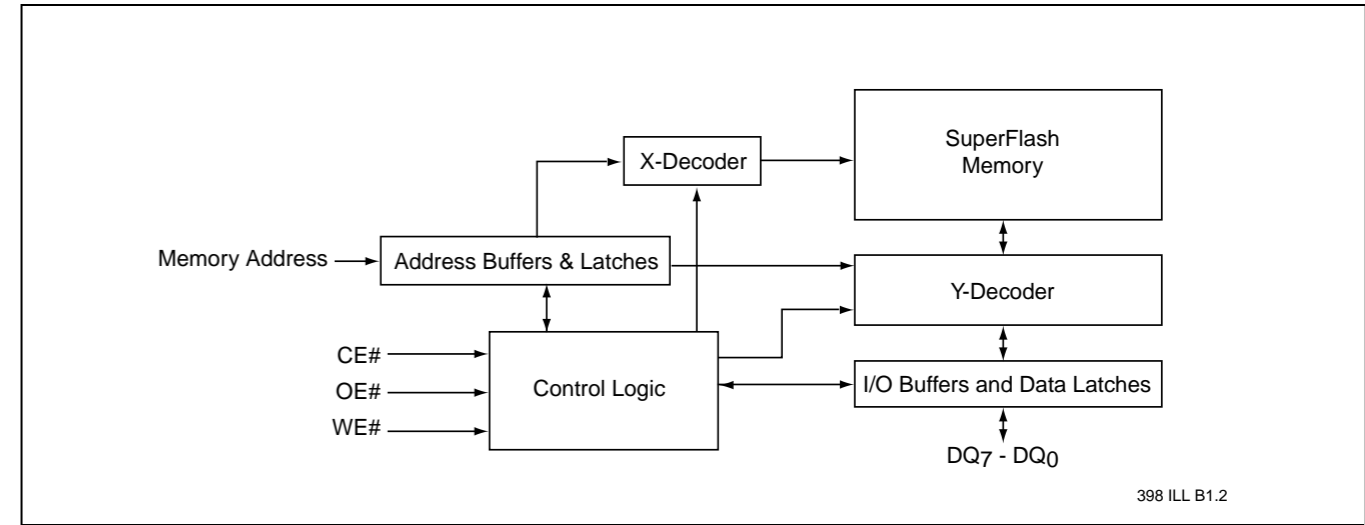 SuperFlash
Memory
X-Decoder
Memory Address
Address Buffers & Latches
Y-Decoder
CE#
OE#
WE#
Control Logic
I/O Buffers and Data Latches
DQ7 - DQ0
398 ILL B1.2